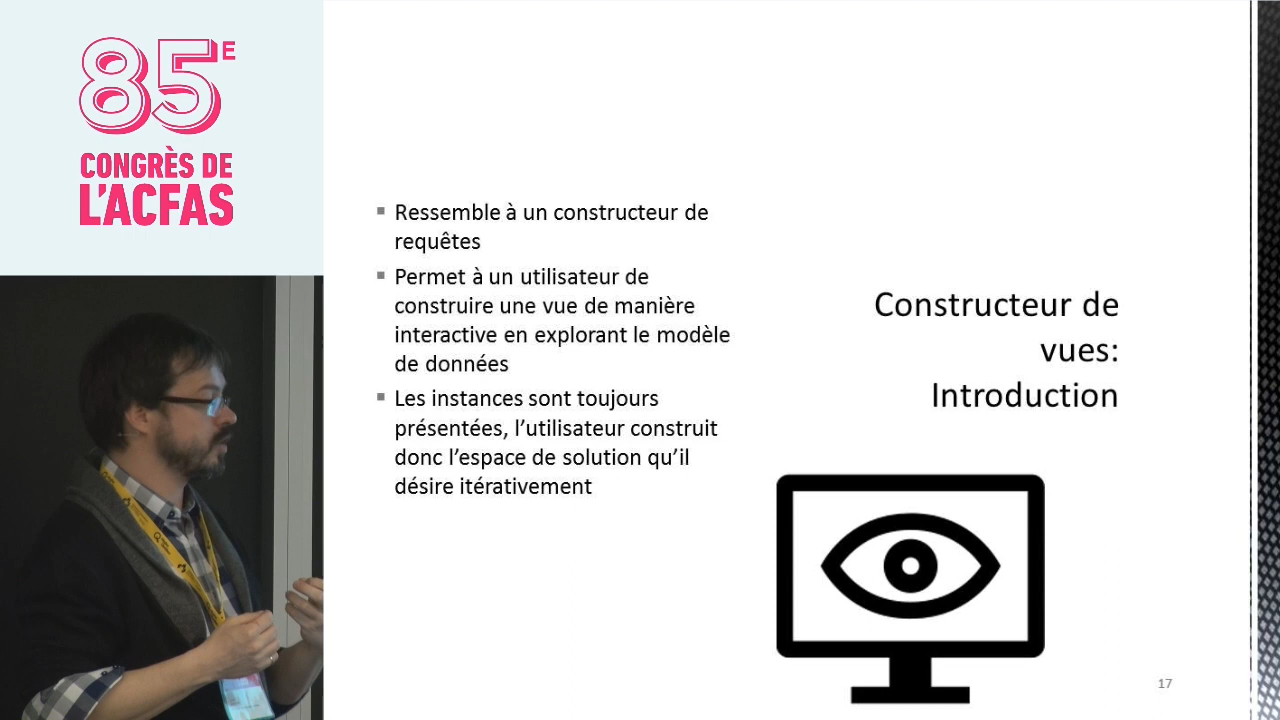 85E
CONGRÈS DE
L'ACFAS
Ressemble à un constructeur de
requêtes
Permet à un utilisateur de
construire une vue de manière
interactive en explorant le modèle
de données
Les instances sont toujours
présentées, l’utilisateur construit
donc l’espace de solution qu’il
désire itérativement
Constructeur de
vues:
Introduction
17